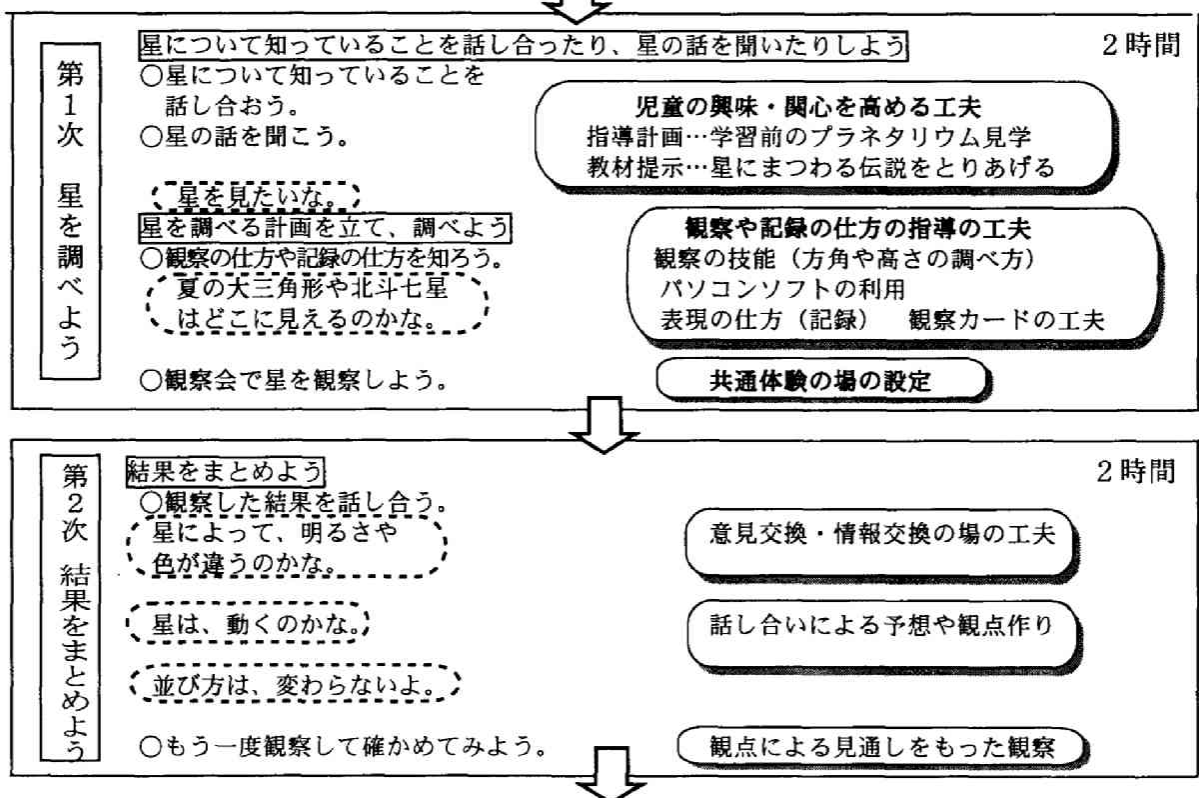 第1次 星を調べよう
星について知っていることを話し合ったり、星の話を聞いたりしよう
2時間
○星について知っていることを
話し合おう。
○星の話を聞こう。
児童の興味・関心を高める工夫
指導計画…学習前のプラネタリウム見学
教材提示…星にまつわる伝説をとりあげる
星を見たいな。
星を調べる計画を立て、調べよう
○観察の仕方や記録の仕方を知ろう。
夏の大三角形や北斗七星
はどこに見えるのかな。
観察や記録の仕方の指導の工夫
観察の技能（方角や高さの調べ方）
パソコンソフトの利用
表現の仕方（記録） 観察カードの工夫
○観察会で星を観察しよう。
共通体験の場の設定
第2次 結果をまとめよう
結果をまとめよう
2時間
○観察した結果を話し合う。
星によって、明るさや
色が違うのかな。
意見交換・情報交換の場の工夫
星は、動くのかな。
話し合いによる予想や観点作り
並び方は、変わらないよ。
○もう一度観察して確かめてみよう。
観点による見通しをもった観察